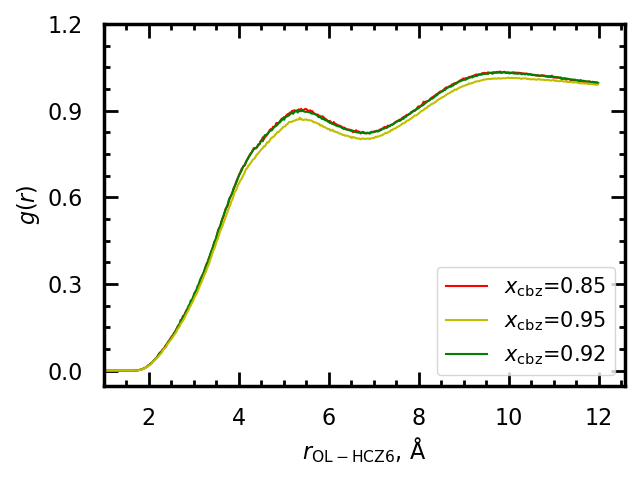 1.2
0.9
0.6
0.3
0.0
g(r)
2 4 6 8 10 12
r_OL−HCZ6, Å
x_cbz=0.85
x_cbz=0.95
x_cbz=0.92